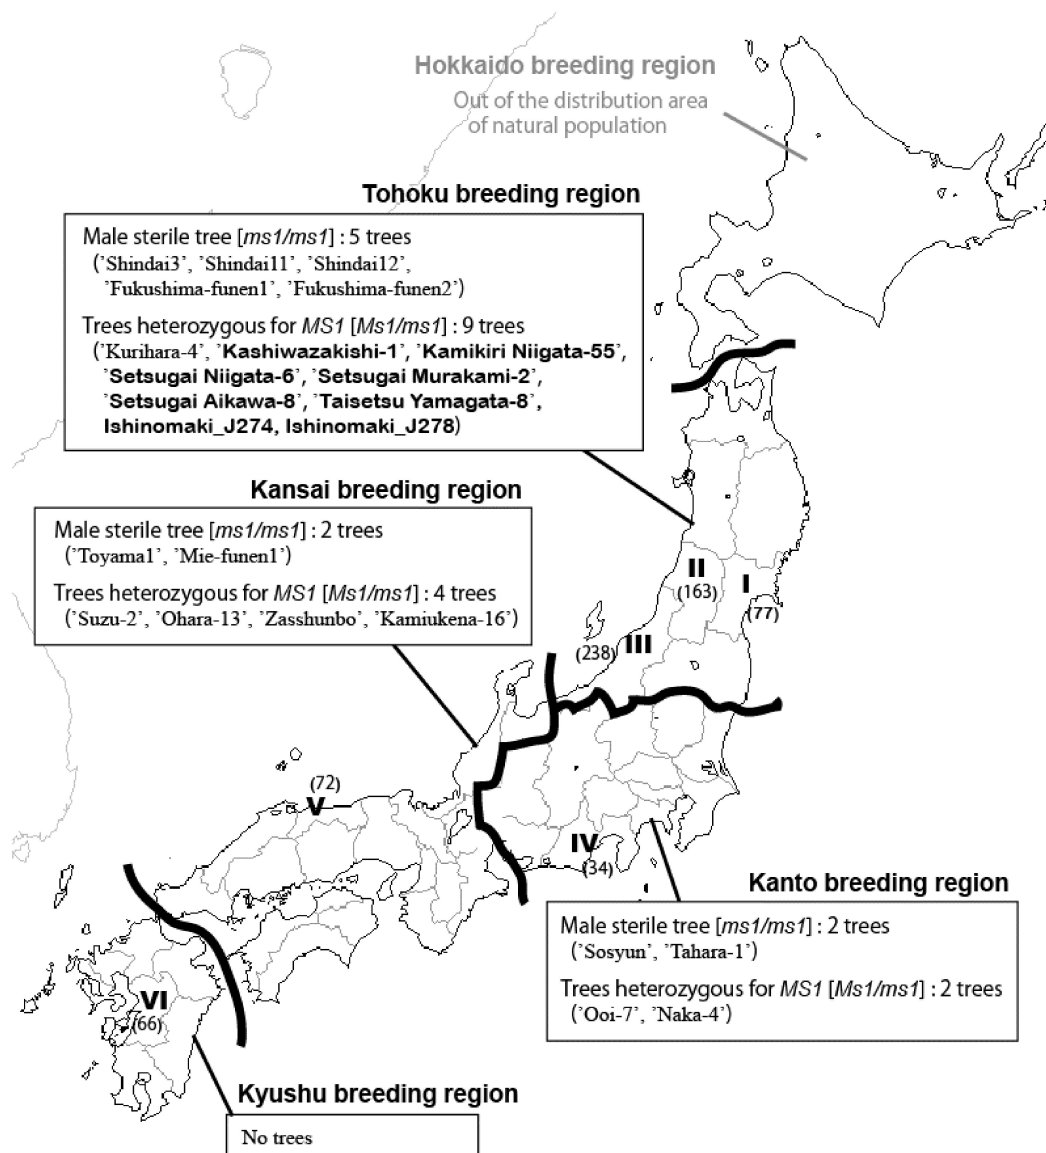 Hokkaido breeding region
Out of the distribution area
of natural population
Tohoku breeding region
Male sterile tree [ms1/ms1] : 5 trees
('Shindai3', 'Shindai11', 'Shindai12',
'Fukushima-funen1', 'Fukushima-funen2')
Trees heterozygous for MS1 [Ms1/ms1] : 9 trees
('Kurihara-4', 'Kashiwazakishi-1', 'Kamikiri Niigata-55',
'Setsugai Niigata-6', 'Setsugai Murakami-2',
'Setsugai Aikawa-8', 'Taisetsu Yamagata-8',
Ishinomaki_J274, Ishinomaki_J278)
Kansai breeding region
Male sterile tree [ms1/ms1] : 2 trees
('Toyama1', 'Mie-funen1')
Trees heterozygous for MS1 [Ms1/ms1] : 4 trees
('Suzu-2', 'Ohara-13', 'Zasshunbo', 'Kamiukena-16')
II
(163)
I
(77)
III
(238)
(72)
V
IV
(34)
Kanto breeding region
Male sterile tree [ms1/ms1] : 2 trees
('Sosyun', 'Tahara-1')
Trees heterozygous for MS1 [Ms1/ms1] : 2 trees
('Ooi-7', 'Naka-4')
VI
(66)
Kyushu breeding region
No trees